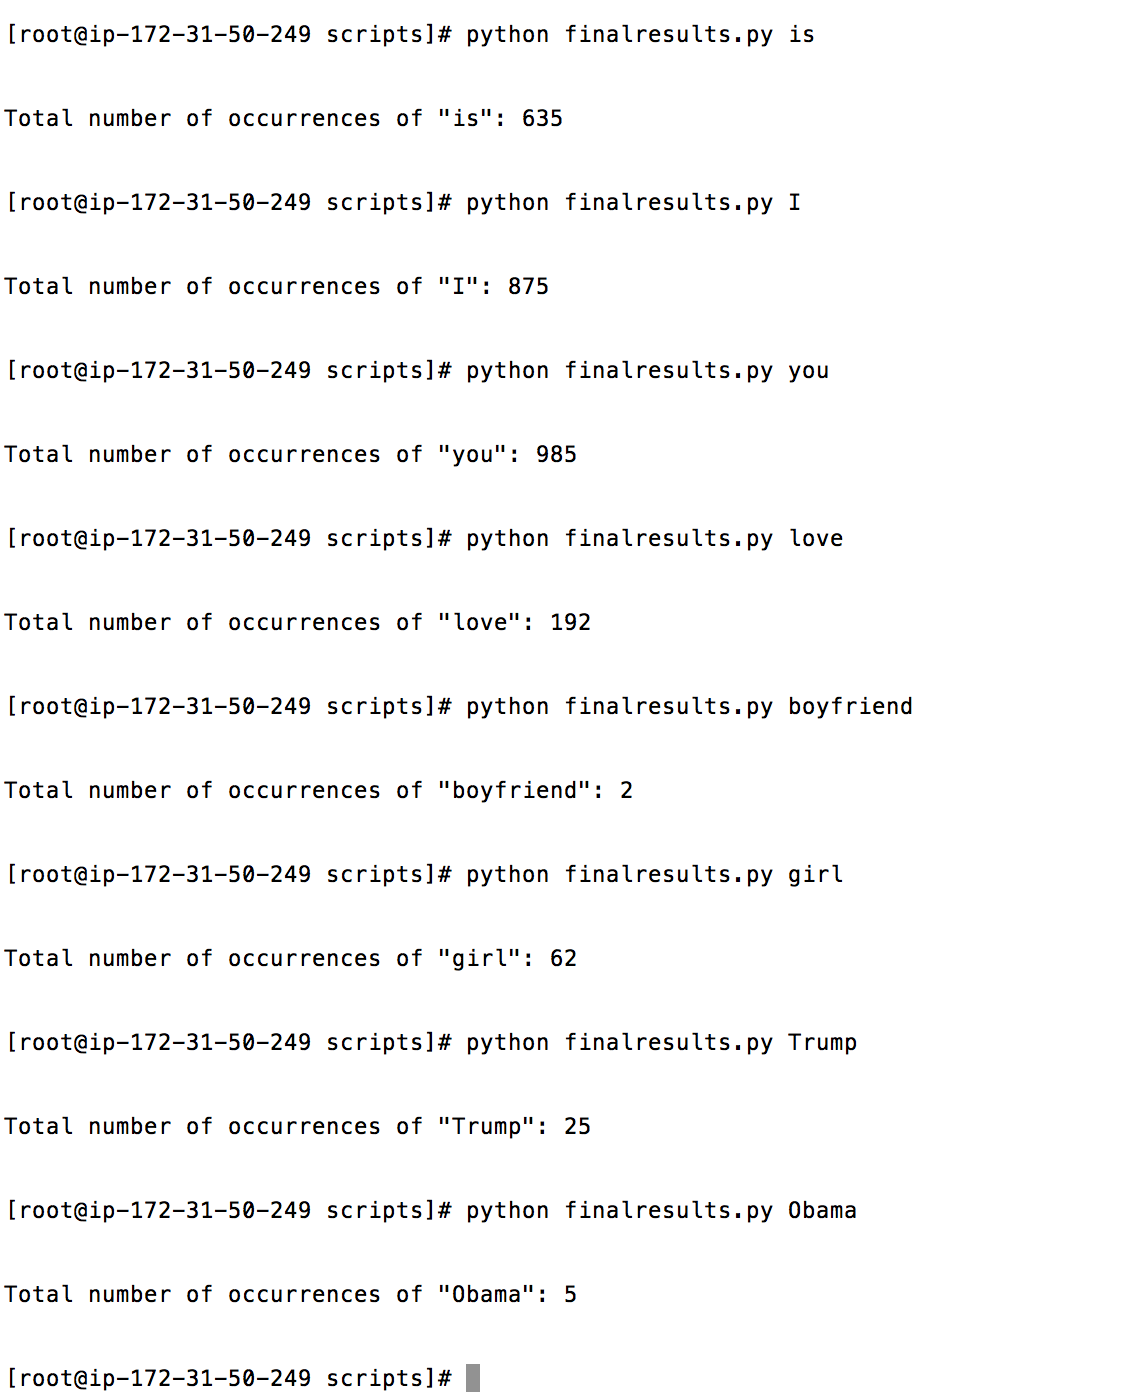 [root@ip-172-31-50-249 scripts]# python finalresults.py is
Total number of occurrences of "is": 635
[root@ip-172-31-50-249 scripts]# python finalresults.py I
Total number of occurrences of "I": 875
[root@ip-172-31-50-249 scripts]# python finalresults.py you
Total number of occurrences of "you": 985
[root@ip-172-31-50-249 scripts]# python finalresults.py love
Total number of occurrences of "love": 192
[root@ip-172-31-50-249 scripts]# python finalresults.py boyfriend
Total number of occurrences of "boyfriend": 2
[root@ip-172-31-50-249 scripts]# python finalresults.py girl
Total number of occurrences of "girl": 62
[root@ip-172-31-50-249 scripts]# python finalresults.py Trump
Total number of occurrences of "Trump": 25
[root@ip-172-31-50-249 scripts]# python finalresults.py Obama
Total number of occurrences of "Obama": 5
[root@ip-172-31-50-249 scripts]#